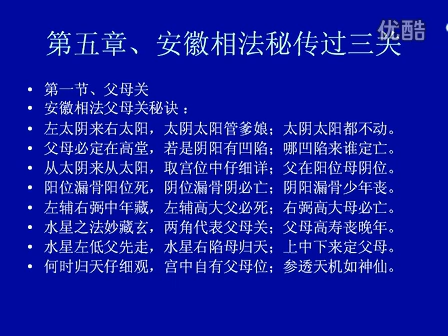 优酷
第五章、安徽相法秘传过三关
• 第一节、父母关
• 安徽相法父母关秘诀：
• 左太阴来右太阳，太阴太阳管爹娘；太阴太阳都不动。
• 父母必定在高堂，若是阴阳有凹陷；哪凹陷来谁定亡。
• 从太阴来从太阳，取宫位中仔细详；父在阳位母阴位。
• 阳位漏骨阳位死，阴位漏骨阴必亡；阴阳漏骨少年丧。
• 左辅右弼中年藏，左辅高大父必死；右弼高大母必亡。
• 水星之法妙藏玄，两角代表父母关；父母高寿丧晚年。
• 水星左低父先走，水星右陷母归天；上中下来定父母。
• 何时归天仔细观，宫中自有父母位；参透天机如神仙。